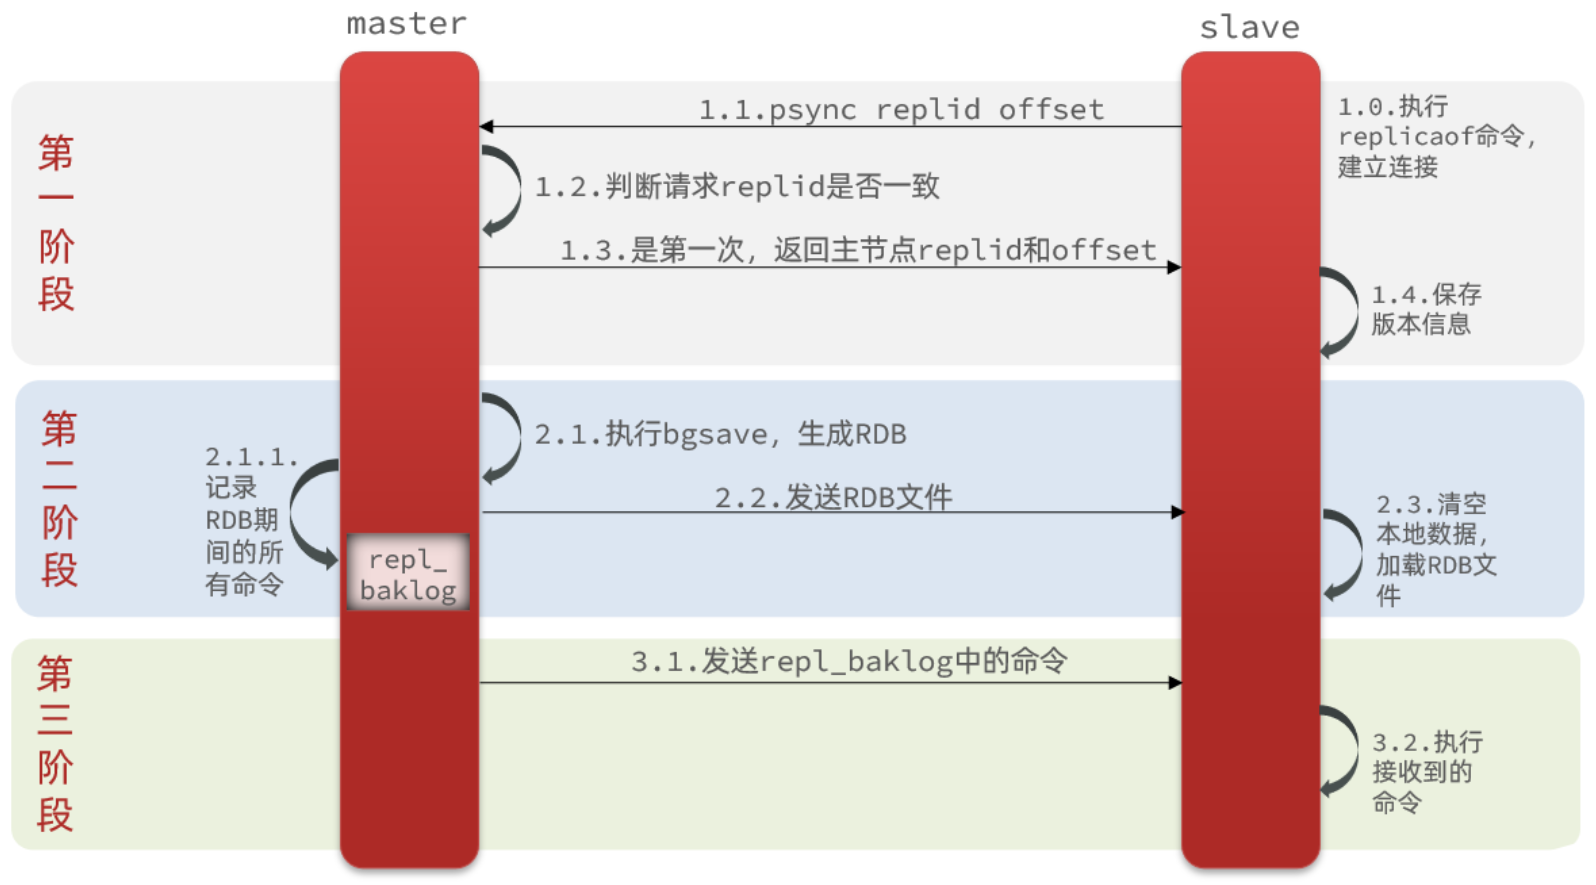 master
slave
第一阶段
1.0.执行
replicaof命令,
建立连接
1.1.psync replid offset
1.2.判断请求replid是否一致
1.3.是第一次，返回主节点replid和offset
1.4.保存
版本信息
第二阶段
2.1.执行bgsave，生成RDB
2.1.1.
记录
RDB期
间的所
有命令
repl_
baklog
2.2.发送RDB文件
2.3.清空
本地数据,
加载RDB文
件
第三阶段
3.1.发送repl_baklog中的命令
3.2.执行
接收到的
命令